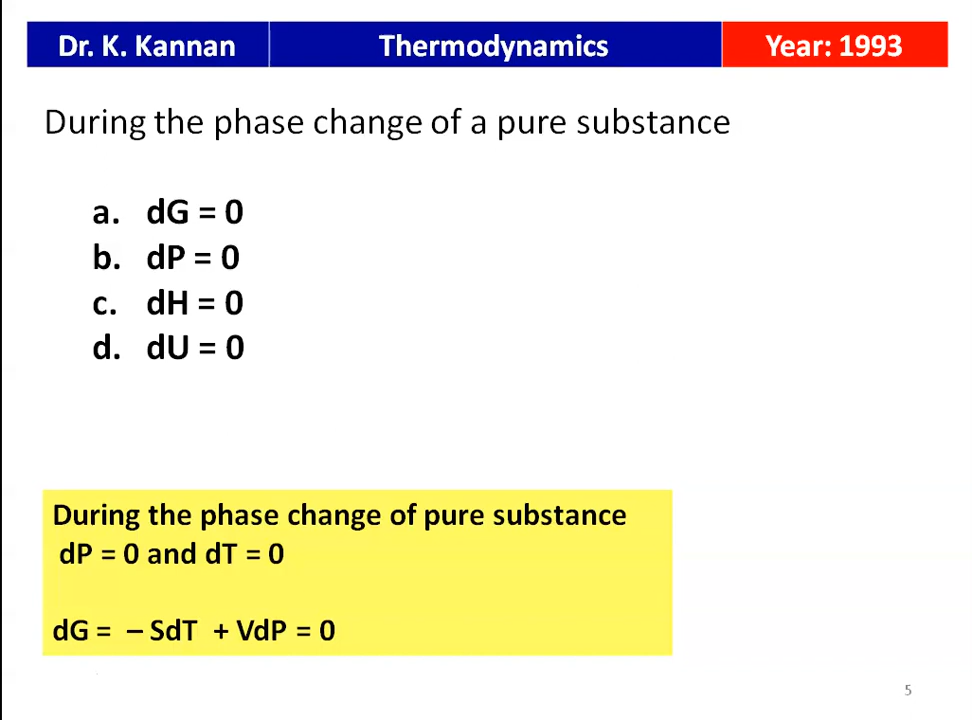 Dr. K. Kannan Thermodynamics Year: 1993
During the phase change of a pure substance
a. dG = 0
b. dP = 0
c. dH = 0
d. dU = 0
During the phase change of pure substance
dP = 0 and dT = 0
dG = – SdT + VdP = 0
5